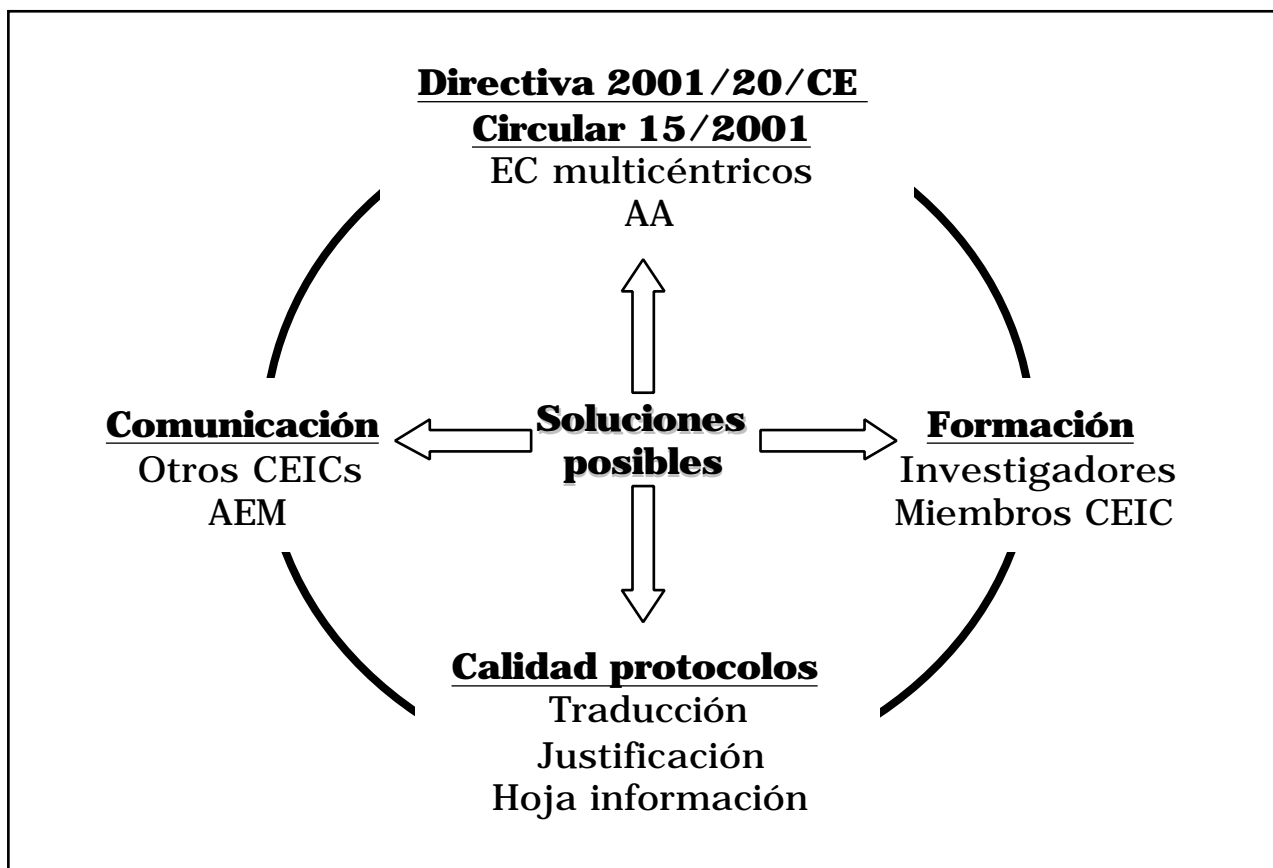 Directiva 2001/20/CE
Circular 15/2001
EC multicéntricos
AA
Comunicación
Otros CEICs
AEM
Soluciones
posibles
Formación
Investigadores
Miembros CEIC
Calidad protocolos
Traducción
Justificación
Hoja información